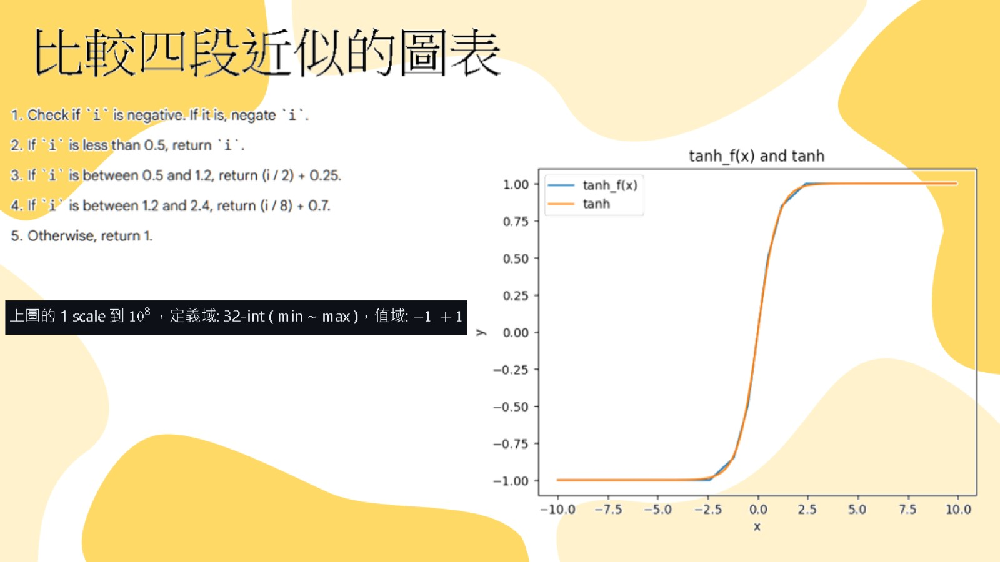 比較四段近似的圖表
1. Check if `i` is negative. If it is, negate `i`.
2. If `i` is less than 0.5, return `i`.
3. If `i` is between 0.5 and 1.2, return (i / 2) + 0.25.
4. If `i` is between 1.2 and 2.4, return (i / 8) + 0.7.
5. Otherwise, return 1.
上圖的 1 scale 到 10⁸ ，定義域: 32-int ( min ~ max )，值域: −1 +1
tanh_f(x) and tanh
tanh_f(x)
tanh
1.00
0.75
0.50
0.25
0.00
−0.25
−0.50
−0.75
−1.00
y
−10.0 −7.5 −5.0 −2.5 0.0 2.5 5.0 7.5 10.0
x